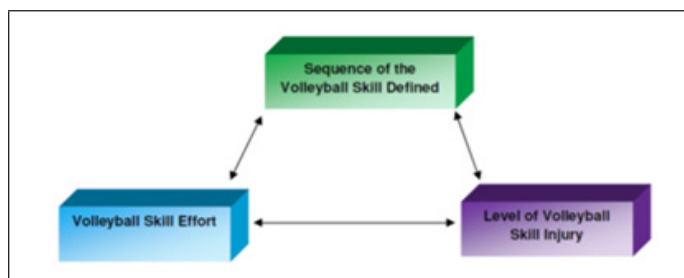 Sequence of the
Volleyball Skill Defined
Volleyball Skill Effort
Level of Volleyball
Skill Injury